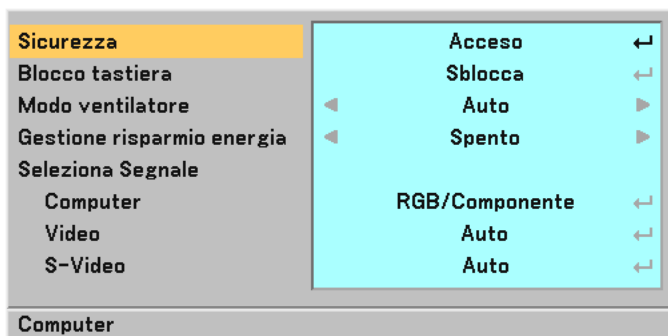 Sicurezza Acceso
Blocco tastiera Sblocca
Modo ventilatore Auto
Gestione risparmio energia Spento
Seleziona Segnale
Computer RGB/Componente
Video Auto
S-Video Auto
Computer